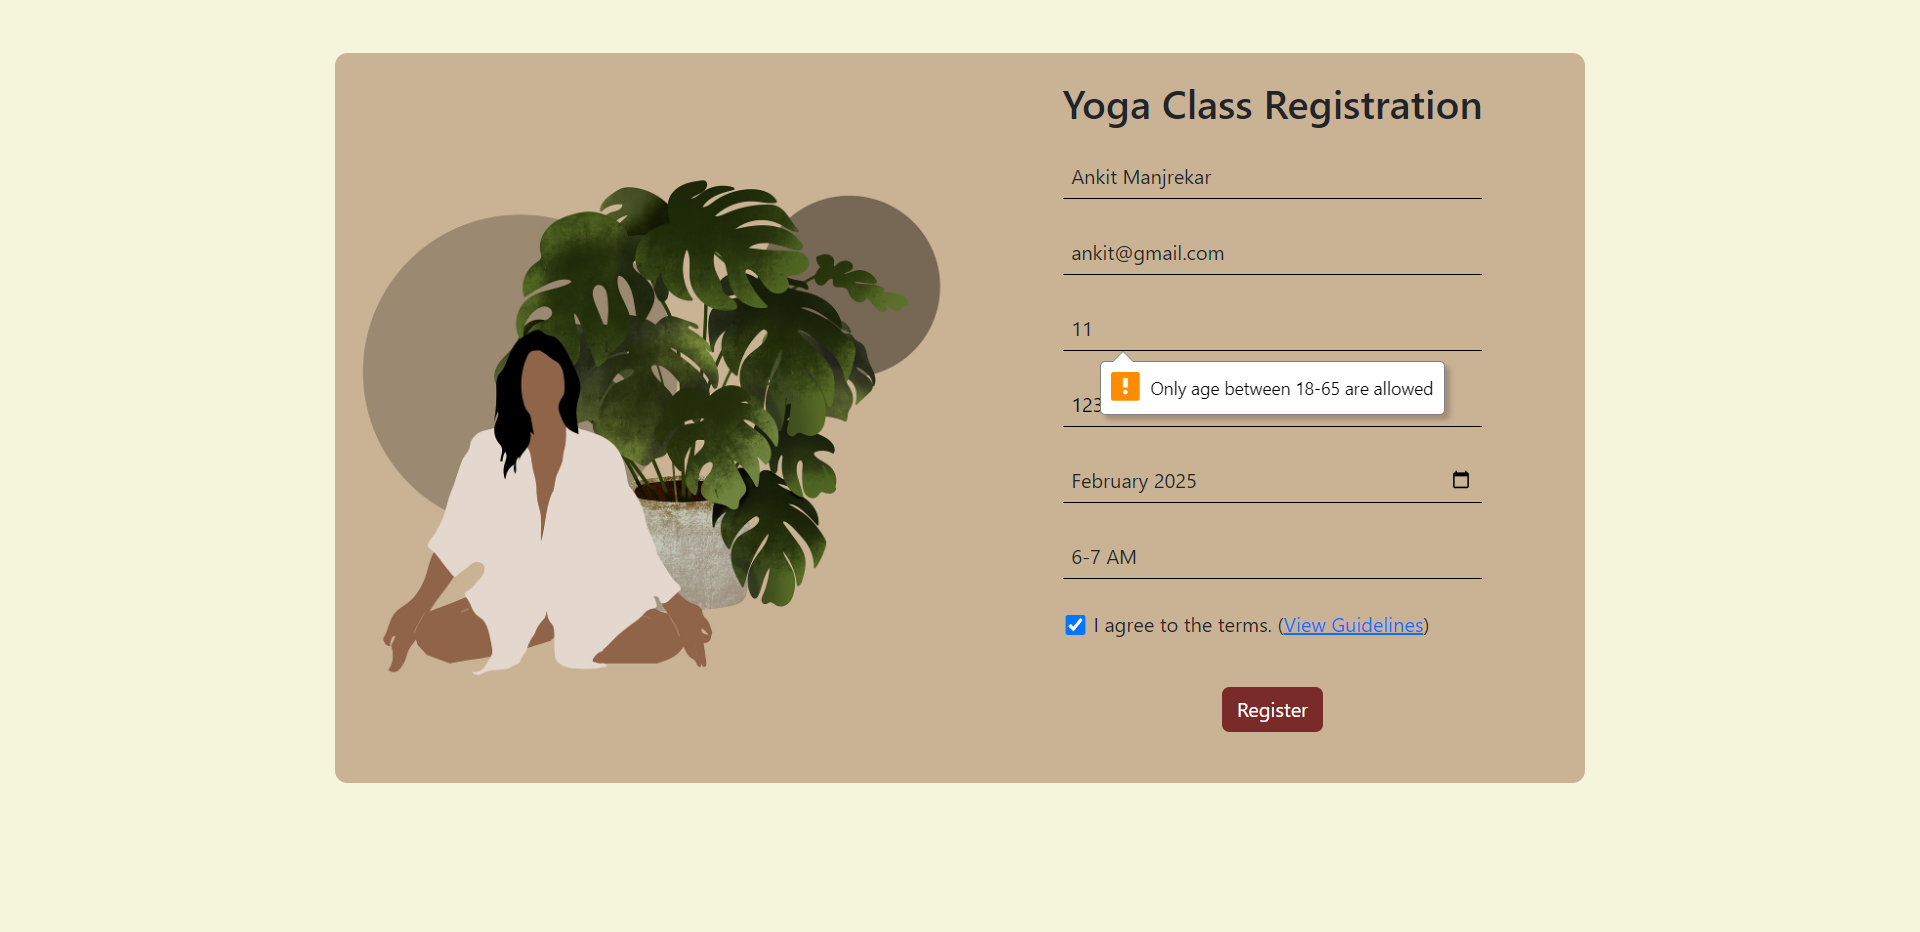 Yoga Class Registration
Ankit Manjrekar
ankit@gmail.com
11
Only age between 18-65 are allowed
123
February 2025
6-7 AM
I agree to the terms. (View Guidelines)
Register